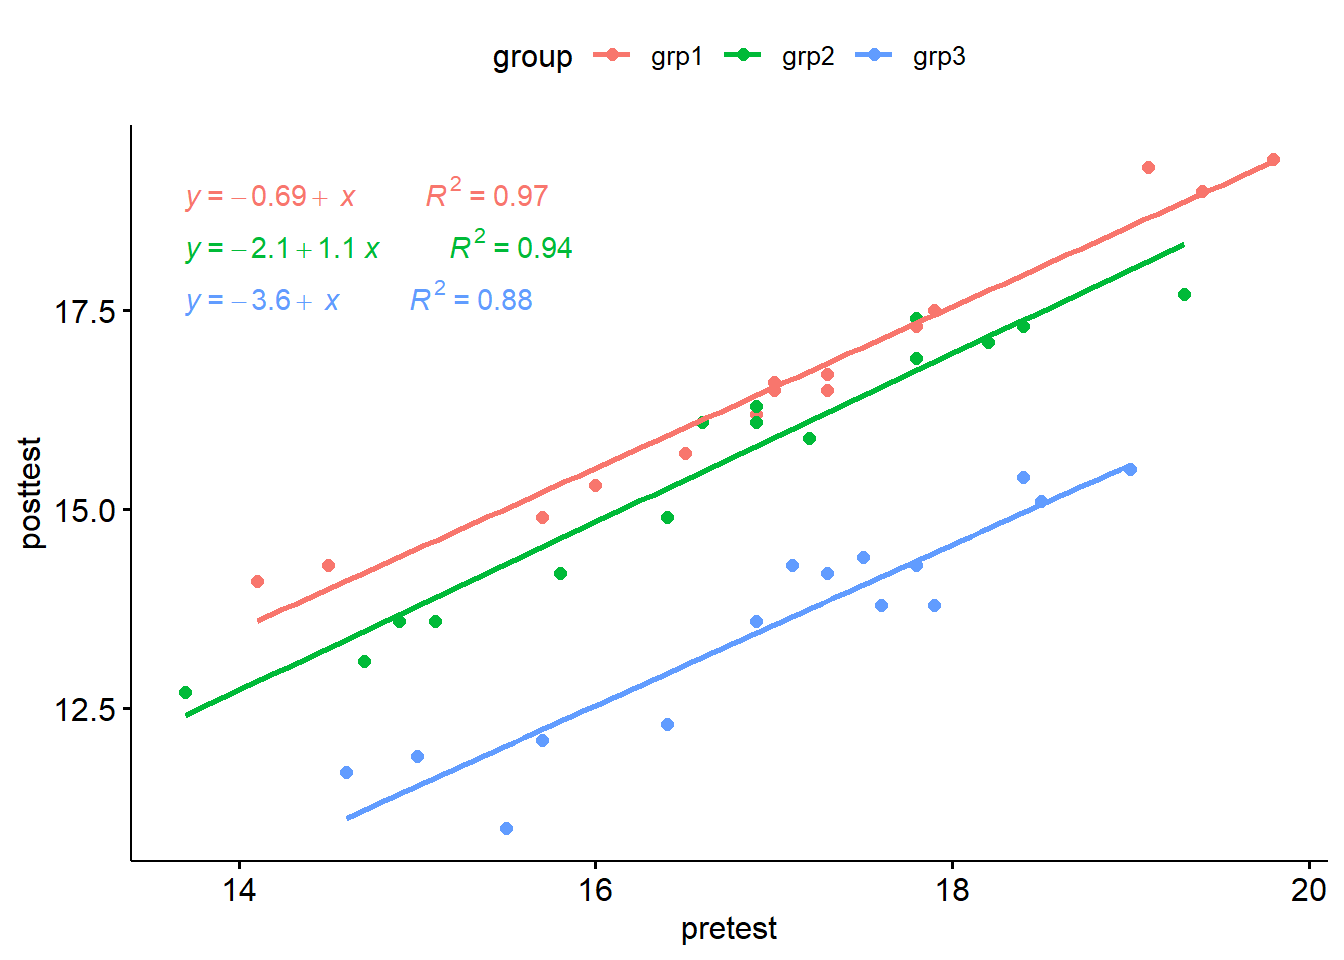 group grp1 grp2 grp3
y = −0.69 + x R² = 0.97
y = −2.1 + 1.1 x R² = 0.94
y = −3.6 + x R² = 0.88
17.5
15.0
12.5
posttest
14 16 18 20
pretest